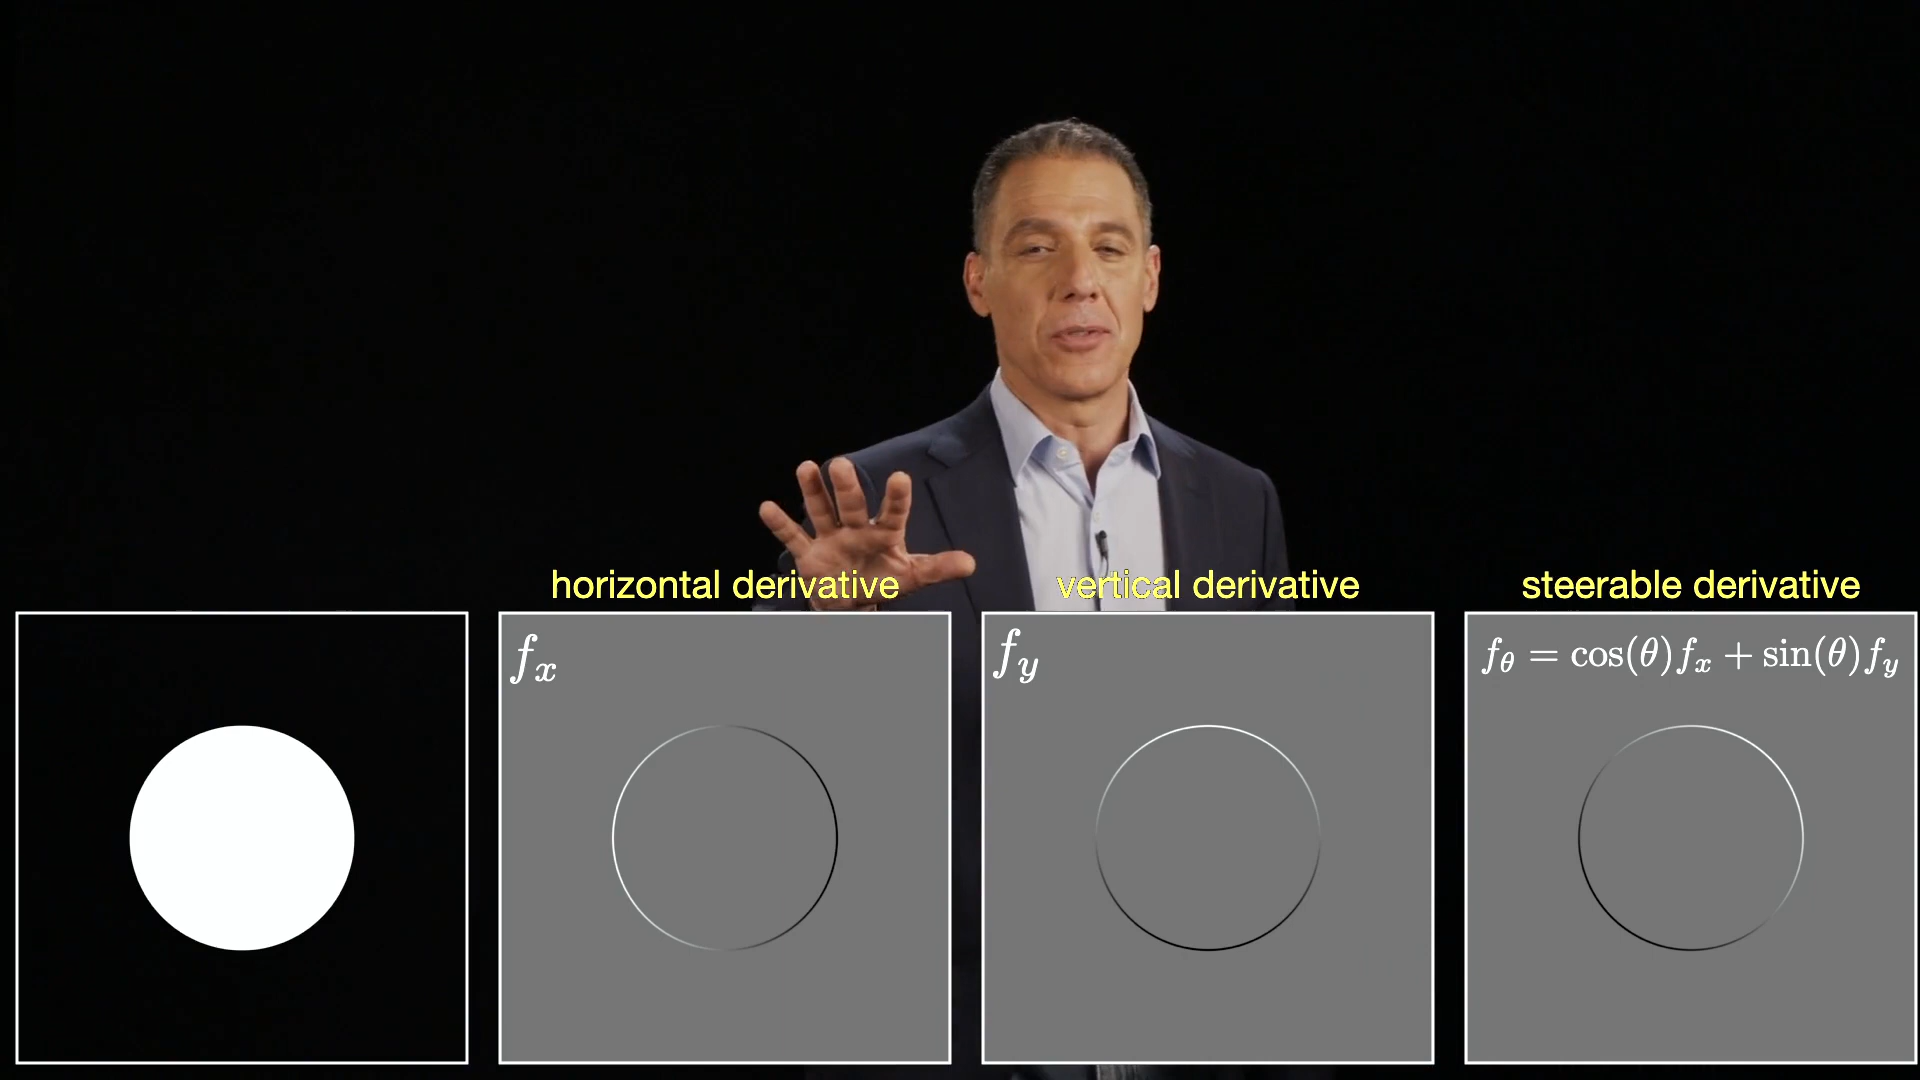 horizontal derivative
vertical derivative
steerable derivative
f_x
f_y
f_θ = cos(θ)f_x + sin(θ)f_y